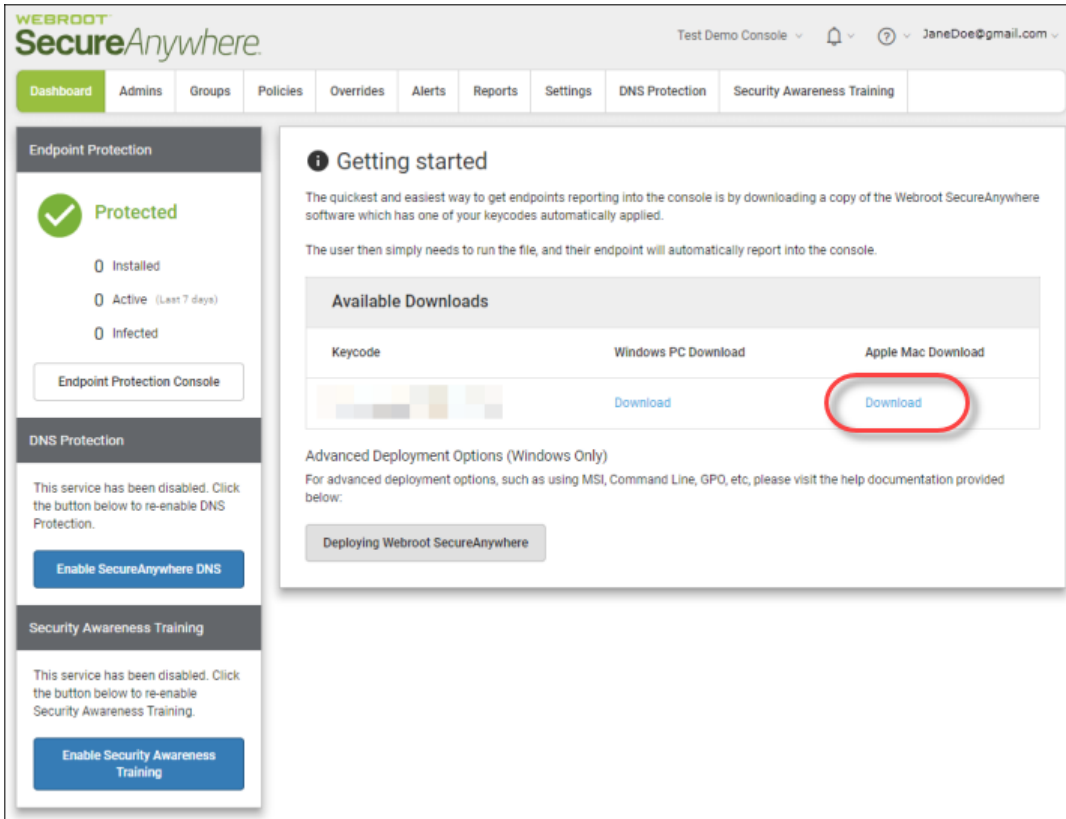 WEBROOT
SecureAnywhere
Test Demo Console
JaneDoe@gmail.com
Dashboard Admins Groups Policies Overrides Alerts Reports Settings DNS Protection Security Awareness Training
Endpoint Protection
Protected
0 Installed
0 Active (Last 7 days)
0 Infected
Endpoint Protection Console
DNS Protection
This service has been disabled. Click
the button below to re-enable DNS
Protection.
Enable SecureAnywhere DNS
Security Awareness Training
This service has been disabled. Click
the button below to re-enable
Security Awareness Training.
Enable Security Awareness
Training
Getting started
The quickest and easiest way to get endpoints reporting into the console is by downloading a copy of the Webroot SecureAnywhere
software which has one of your keycodes automatically applied.
The user then simply needs to run the file, and their endpoint will automatically report into the console.
Available Downloads
Keycode Windows PC Download Apple Mac Download
Download Download
Advanced Deployment Options (Windows Only)
For advanced deployment options, such as using MSI, Command Line, GPO, etc, please visit the help documentation provided
below:
Deploying Webroot SecureAnywhere